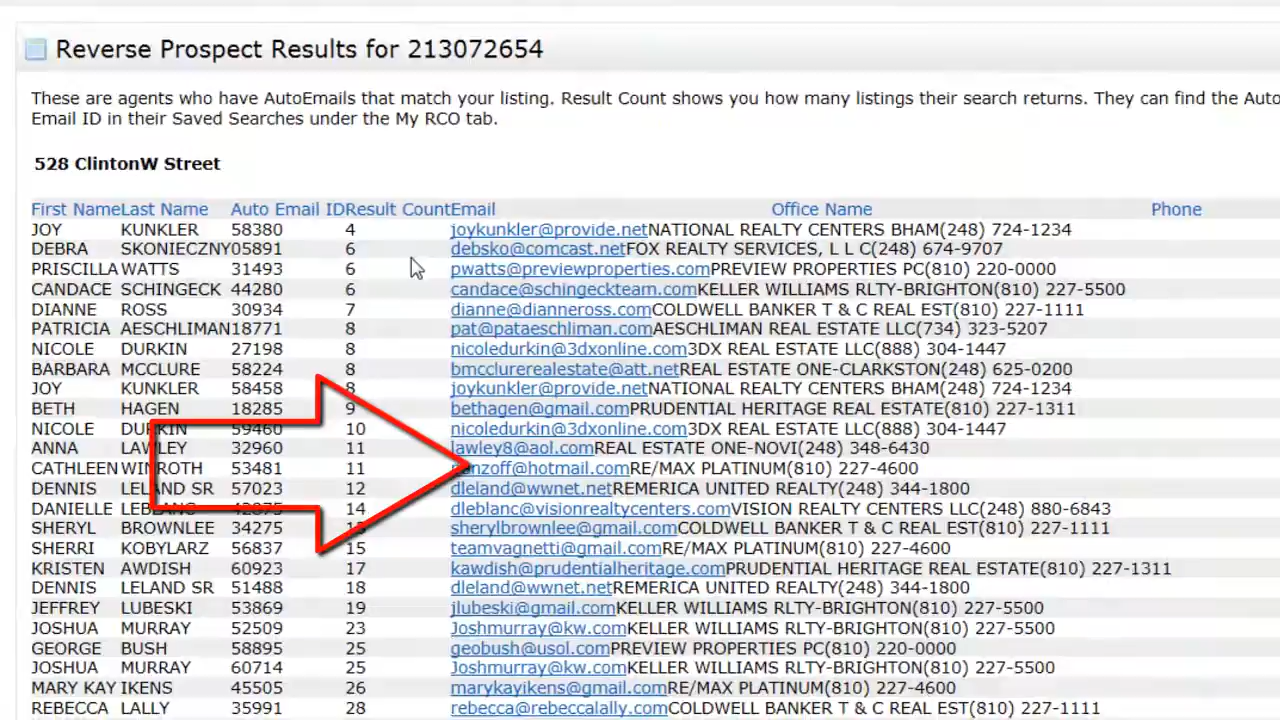 Reverse Prospect Results for 213072654
These are agents who have AutoEmails that match your listing. Result Count shows you how many listings their search returns. They can find the Auto
Email ID in their Saved Searches under the My RCO tab.
528 ClintonW Street
First Name Last Name Auto Email ID Result Count Email Office Name Phone
JOY KUNKLER 58380 4 joykunkler@provide.net NATIONAL REALTY CENTERS BHAM (248) 724-1234
DEBRA SKONIECZNY 05891 6 debsko@comcast.net FOX REALTY SERVICES, L L C (248) 674-9707
PRISCILLA WATTS 31493 6 pwatts@previewproperties.com PREVIEW PROPERTIES PC (810) 220-0000
CANDACE SCHINGECK 44280 6 candace@schingeckteam.com KELLER WILLIAMS RLTY-BRIGHTON (810) 227-5500
DIANNE ROSS 30934 7 dianne@dianneross.com COLDWELL BANKER T & C REAL EST (810) 227-1111
PATRICIA AESCHLIMAN 18771 8 pat@pataeschliman.com AESCHLIMAN REAL ESTATE LLC (734) 323-5207
NICOLE DURKIN 27198 8 nicoledurkin@3dxonline.com 3DX REAL ESTATE LLC (888) 304-1447
BARBARA MCCLURE 58224 8 bmcclurerealestate@att.net REAL ESTATE ONE-CLARKSTON (248) 625-0200
JOY KUNKLER 58458 8 joykunkler@provide.net NATIONAL REALTY CENTERS BHAM (248) 724-1234
BETH HAGEN 18285 9 bethagen@gmail.com PRUDENTIAL HERITAGE REAL ESTATE (810) 227-1311
NICOLE DURKIN 59460 10 nicoledurkin@3dxonline.com 3DX REAL ESTATE LLC (888) 304-1447
ANNA LAWLEY 32960 11 lawley8@aol.com REAL ESTATE ONE-NOVI (248) 348-6430
CATHLEEN WINROTH 53481 11 RE/MAX PLATINUM (810) 227-4600
DENNIS LELAND SR 57023 12 dleland@wwnet.net REMERICA UNITED REALTY (248) 344-1800
DANIELLE LEBLANC 14 dleblanc@visionrealtycenters.com VISION REALTY CENTERS LLC (248) 880-6843
SHERYL BROWNLEE 34275 sherylbrownlee@gmail.com COLDWELL BANKER T & C REAL EST (810) 227-1111
SHERRI KOBYLARZ 56837 15 teamvagnetti@gmail.com RE/MAX PLATINUM (810) 227-4600
KRISTEN AWDISH 60923 17 kawdish@prudentialheritage.com PRUDENTIAL HERITAGE REAL ESTATE (810) 227-1311
DENNIS LELAND SR 51488 18 dleland@wwnet.net REMERICA UNITED REALTY (248) 344-1800
JEFFREY LUBESKI 53869 19 jlubeski@gmail.com KELLER WILLIAMS RLTY-BRIGHTON (810) 227-5500
JOSHUA MURRAY 52509 23 Joshmurray@kw.com KELLER WILLIAMS RLTY-BRIGHTON (810) 227-5500
GEORGE BUSH 58895 25 geobush@usol.com PREVIEW PROPERTIES PC (810) 220-0000
JOSHUA MURRAY 60714 25 Joshmurray@kw.com KELLER WILLIAMS RLTY-BRIGHTON (810) 227-5500
MARY KAY IKENS 45505 26 marykayikens@gmail.com RE/MAX PLATINUM (810) 227-4600
REBECCA LALLY 35991 28 rebecca@rebeccalally.com COLDWELL BANKER T & C REAL EST (810) 227-1111